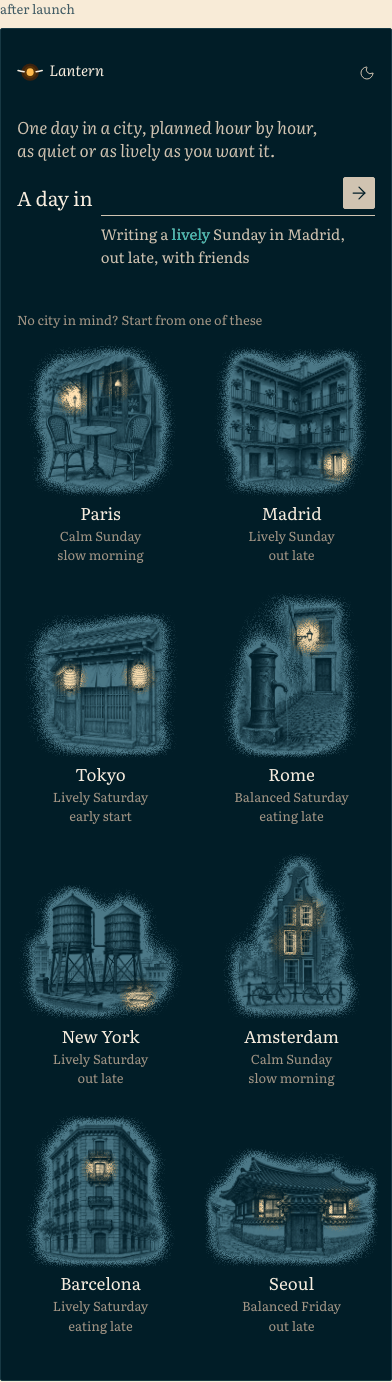 after launch
Lantern
One day in a city, planned hour by hour,
as quiet or as lively as you want it.
A day in
Writing a lively Sunday in Madrid,
out late, with friends
No city in mind? Start from one of these
Paris
Calm Sunday
slow morning
Madrid
Lively Sunday
out late
Tokyo
Lively Saturday
early start
Rome
Balanced Saturday
eating late
New York
Lively Saturday
out late
Amsterdam
Calm Sunday
slow morning
Barcelona
Lively Saturday
eating late
Seoul
Balanced Friday
out late